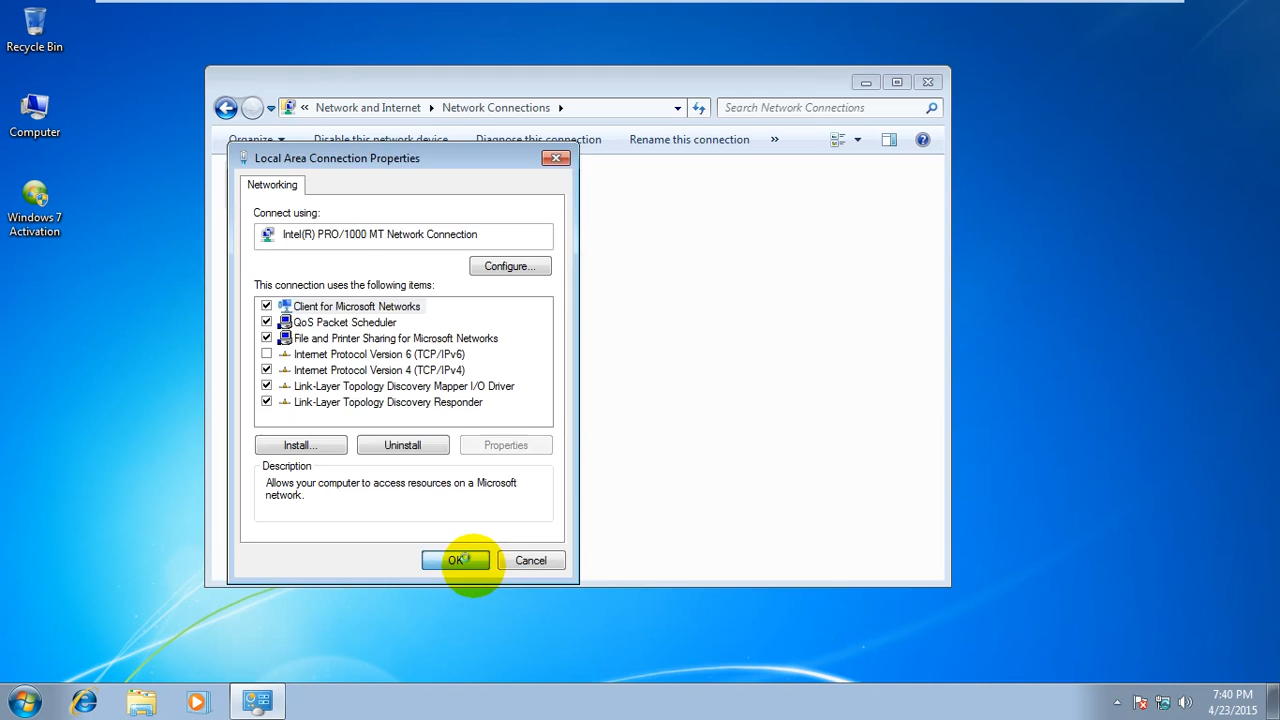 Recycle Bin
Computer
Windows 7
Activation
« Network and Internet
Network Connections
Search Network Connections
Organize
Disable this network device
Diagnose this connection
Rename this connection
»
Local Area Connection Properties
Networking
Connect using:
Intel(R) PRO/1000 MT Network Connection
Configure...
This connection uses the following items:
Client for Microsoft Networks
QoS Packet Scheduler
File and Printer Sharing for Microsoft Networks
Internet Protocol Version 6 (TCP/IPv6)
Internet Protocol Version 4 (TCP/IPv4)
Link-Layer Topology Discovery Mapper I/O Driver
Link-Layer Topology Discovery Responder
Install...
Uninstall
Properties
Description
Allows your computer to access resources on a Microsoft
network.
OK
Cancel
7:40 PM
4/23/2015